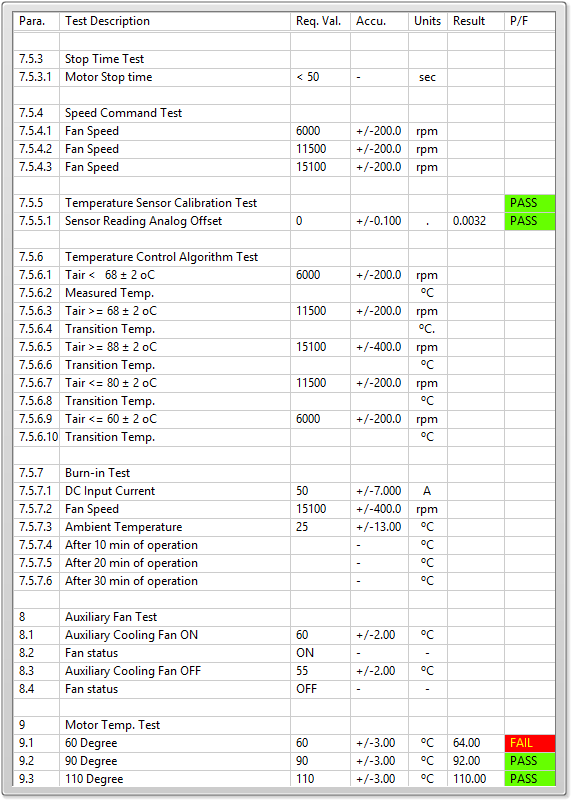 Para. Test Description Req. Val. Accu. Units Result P/F
7.5.3 Stop Time Test
7.5.3.1 Motor Stop time < 50 - sec
7.5.4 Speed Command Test
7.5.4.1 Fan Speed 6000 +/-200.0 rpm
7.5.4.2 Fan Speed 11500 +/-200.0 rpm
7.5.4.3 Fan Speed 15100 +/-200.0 rpm
7.5.5 Temperature Sensor Calibration Test PASS
7.5.5.1 Sensor Reading Analog Offset 0 +/-0.100 . 0.0032 PASS
7.5.6 Temperature Control Algorithm Test
7.5.6.1 Tair < 68 ± 2 oC 6000 +/-200.0 rpm
7.5.6.2 Measured Temp. ºC
7.5.6.3 Tair >= 68 ± 2 oC 11500 +/-200.0 rpm
7.5.6.4 Transition Temp. ºC.
7.5.6.5 Tair >= 88 ± 2 oC 15100 +/-400.0 rpm
7.5.6.6 Transition Temp. ºC
7.5.6.7 Tair <= 80 ± 2 oC 11500 +/-200.0 rpm
7.5.6.8 Transition Temp. ºC
7.5.6.9 Tair <= 60 ± 2 oC 6000 +/-200.0 rpm
7.5.6.10 Transition Temp. ºC
7.5.7 Burn-in Test
7.5.7.1 DC Input Current 50 +/-7.000 A
7.5.7.2 Fan Speed 15100 +/-400.0 rpm
7.5.7.3 Ambient Temperature 25 +/-13.00 ºC
7.5.7.4 After 10 min of operation - ºC
7.5.7.5 After 20 min of operation - ºC
7.5.7.6 After 30 min of operation - ºC
8 Auxiliary Fan Test
8.1 Auxiliary Cooling Fan ON 60 +/-2.00 ºC
8.2 Fan status ON - -
8.3 Auxiliary Cooling Fan OFF 55 +/-2.00 ºC
8.4 Fan status OFF - -
9 Motor Temp. Test
9.1 60 Degree 60 +/-3.00 ºC 64.00 FAIL
9.2 90 Degree 90 +/-3.00 ºC 92.00 PASS
9.3 110 Degree 110 +/-3.00 ºC 110.00 PASS